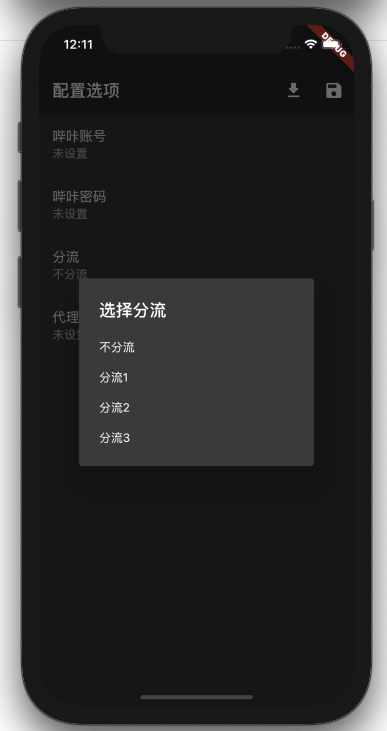 12:11
DEBUG
配置选项
哔咔账号
未设置
哔咔密码
未设置
分流
不分流
代理
未设
选择分流
不分流
分流1
分流2
分流3